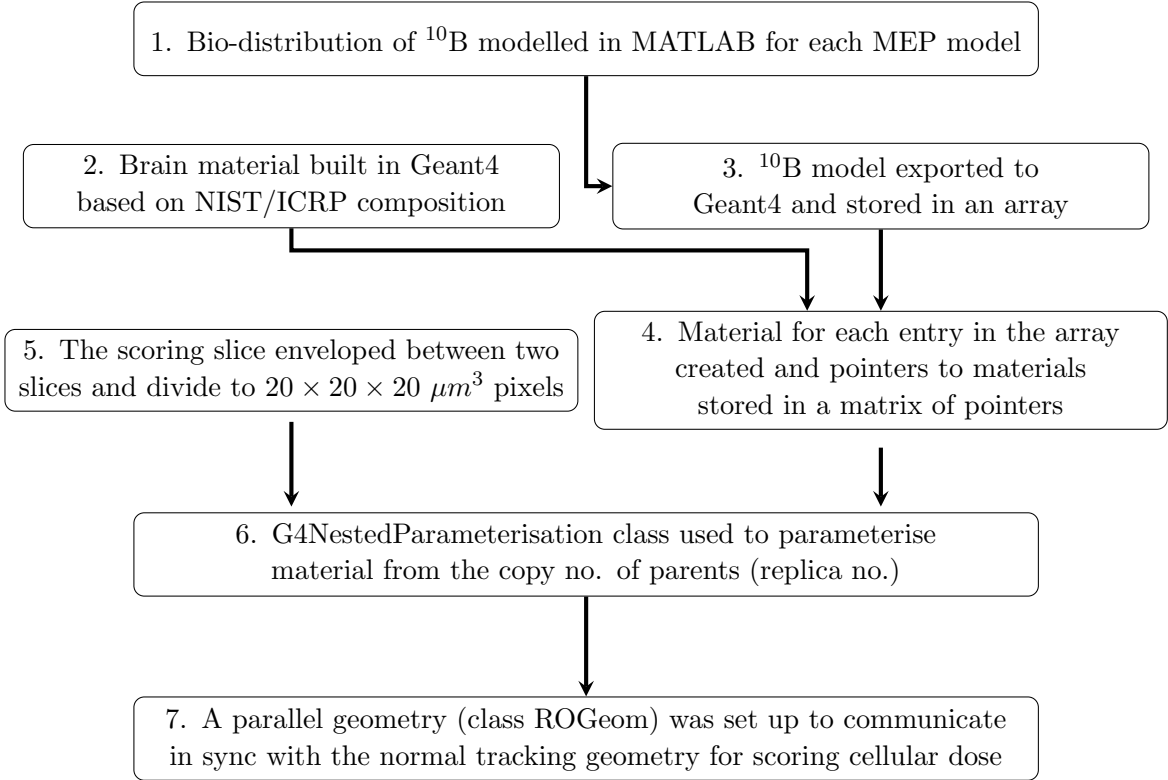 1. Bio-distribution of ¹⁰B modelled in MATLAB for each MEP model
2. Brain material built in Geant4
based on NIST/ICRP composition
3. ¹⁰B model exported to
Geant4 and stored in an array
4. Material for each entry in the array
created and pointers to materials
stored in a matrix of pointers
5. The scoring slice enveloped between two
slices and divide to 20 × 20 × 20 μm³ pixels
6. G4NestedParameterisation class used to parameterise
material from the copy no. of parents (replica no.)
7. A parallel geometry (class ROGeom) was set up to communicate
in sync with the normal tracking geometry for scoring cellular dose